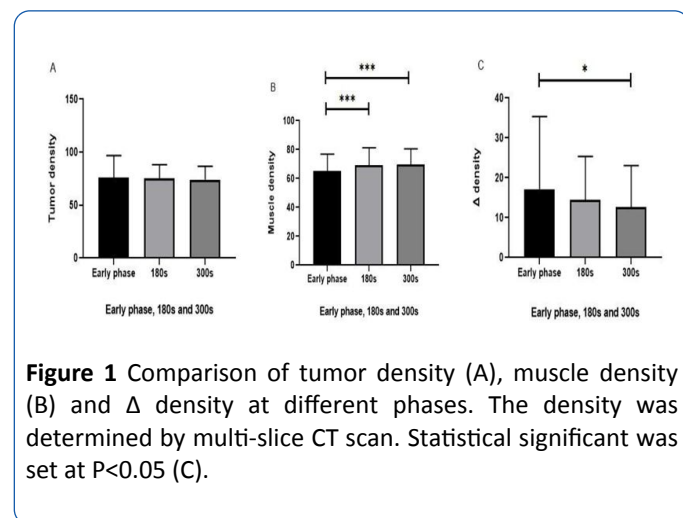 A
Tumor density
150
100
50
0
Early phase 180s 300s
Early phase, 180s and 300s
B
***
***
Muscle density
100
80
60
40
20
0
Early phase 180s 300s
Early phase, 180s and 300s
C
*
Δ density
40
30
20
10
0
Early phase 180s 300s
Early phase, 180s and 300s
Figure 1 Comparison of tumor density (A), muscle density
(B) and Δ density at different phases. The density was
determined by multi-slice CT scan. Statistical significant was
set at P<0.05 (C).